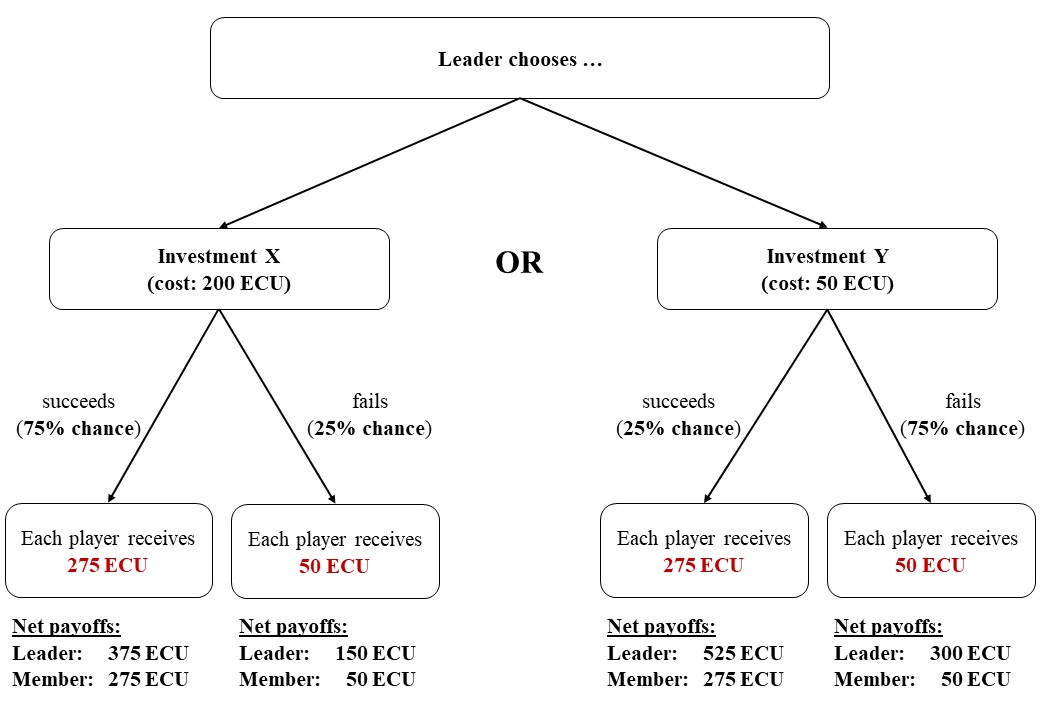 Leader chooses …
Investment X
(cost: 200 ECU)
OR
Investment Y
(cost: 50 ECU)
succeeds
(75% chance)
fails
(25% chance)
succeeds
(25% chance)
fails
(75% chance)
Each player receives
275 ECU
Each player receives
50 ECU
Each player receives
275 ECU
Each player receives
50 ECU
Net payoffs:
Leader: 375 ECU
Member: 275 ECU
Net payoffs:
Leader: 150 ECU
Member: 50 ECU
Net payoffs:
Leader: 525 ECU
Member: 275 ECU
Net payoffs:
Leader: 300 ECU
Member: 50 ECU